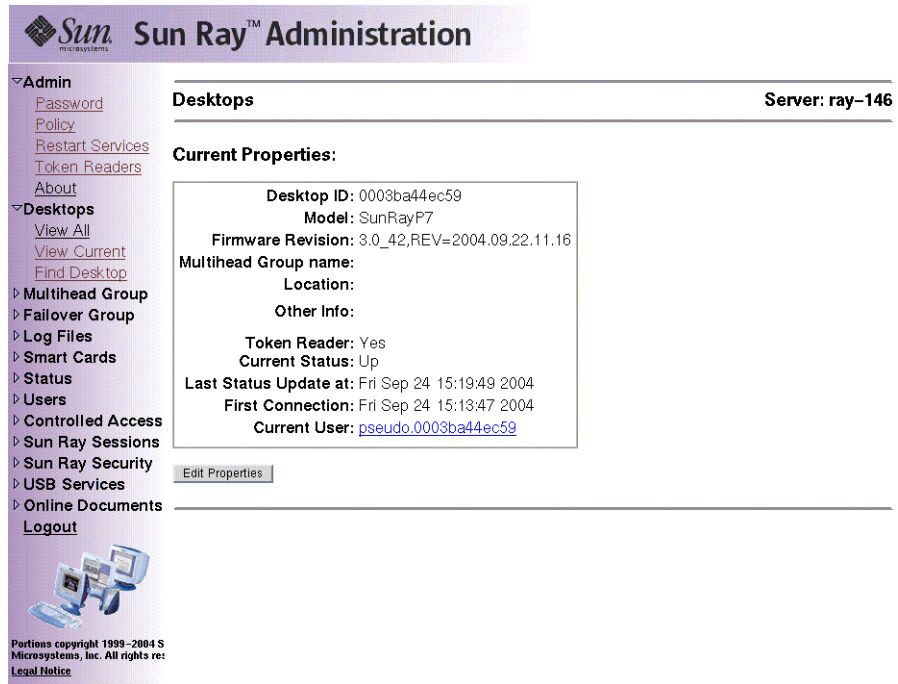 Sun microsystems Sun Ray™ Administration
▽Admin
Password
Policy
Restart Services
Token Readers
About
▽Desktops
View All
View Current
Find Desktop
▷Multihead Group
▷Failover Group
▷Log Files
▷Smart Cards
▷Status
▷Users
▷Controlled Access
▷Sun Ray Sessions
▷Sun Ray Security
▷USB Services
▷Online Documents
Logout
Portions copyright 1999–2004 S
Microsystems, Inc. All rights res
Legal Notice
Desktops Server: ray–146
Current Properties:
Desktop ID: 0003ba44ec59
Model: SunRayP7
Firmware Revision: 3.0_42,REV=2004.09.22.11.16
Multihead Group name:
Location:
Other Info:
Token Reader: Yes
Current Status: Up
Last Status Update at: Fri Sep 24 15:19:49 2004
First Connection: Fri Sep 24 15:13:47 2004
Current User: pseudo.0003ba44ec59
Edit Properties